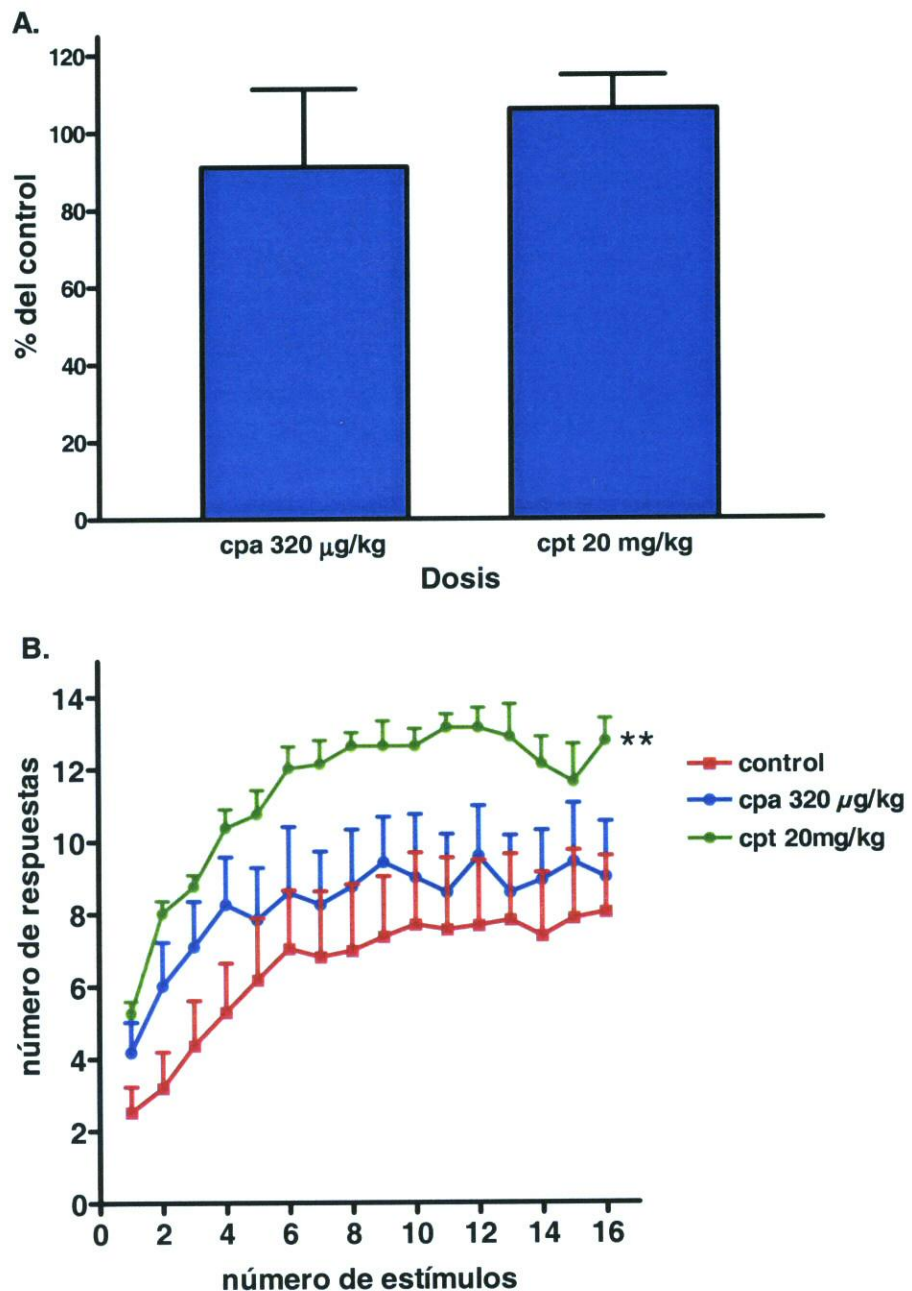 A.
120
100
80
60
40
20
0
% del control
cpa 320 μg/kg
cpt 20 mg/kg
Dosis
B.
14
12
10
8
6
4
2
0
número de respuestas
**
control
cpa 320 μg/kg
cpt 20mg/kg
0 2 4 6 8 10 12 14 16
número de estímulos